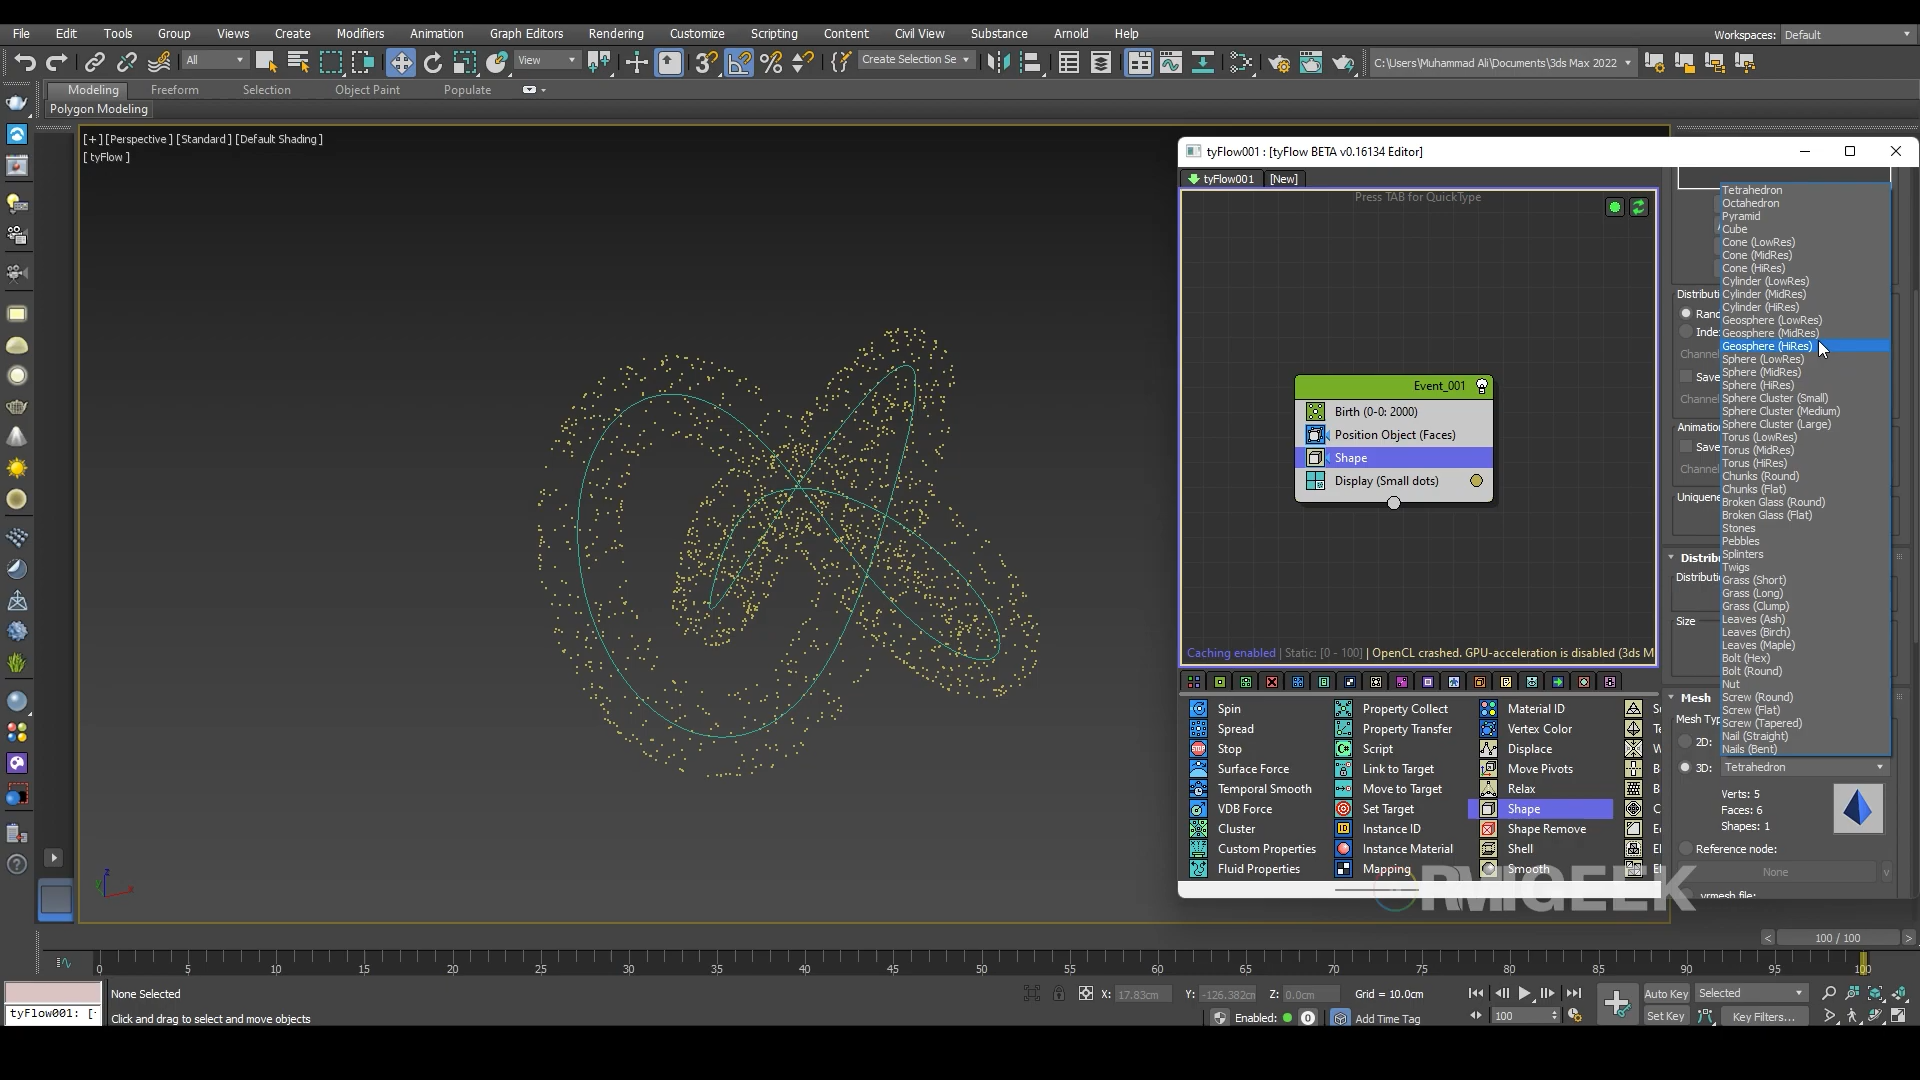 File Edit Tools Group Views Create Modifiers Animation Graph Editors Rendering Customize Scripting Content Civil View Substance Arnold Help Workspaces: Default
All View Create Selection Se C:\Users\Muhammad Ali\Documents\3ds Max 2022
Modeling Freeform Selection Object Paint Populate
Polygon Modeling
[+] [Perspective ] [Standard ] [Default Shading ]
[ tyFlow ]
tyFlow001 : [tyFlow BETA v0.16134 Editor]
tyFlow001 [New]
Press TAB for QuickType
Event_001
Birth (0-0: 2000)
Position Object (Faces)
Shape
Display (Small dots)
Caching enabled | Static: [0 - 100] | OpenCL crashed. GPU-acceleration is disabled (3ds M
Spin
Spread
Stop
Surface Force
Temporal Smooth
VDB Force
Cluster
Custom Properties
Fluid Properties
Property Collect
Property Transfer
Script
Link to Target
Move to Target
Set Target
Instance ID
Instance Material
Mapping
Material ID
Vertex Color
Displace
Move Pivots
Relax
Shape
Shape Remove
Shell
Smooth
Tetrahedron
Octahedron
Pyramid
Cube
Cone (LowRes)
Cone (MidRes)
Cone (HiRes)
Cylinder (LowRes)
Cylinder (MidRes)
Cylinder (HiRes)
Geosphere (LowRes)
Geosphere (MidRes)
Geosphere (HiRes)
Sphere (LowRes)
Sphere (MidRes)
Sphere (HiRes)
Sphere Cluster (Small)
Sphere Cluster (Medium)
Sphere Cluster (Large)
Torus (LowRes)
Torus (MidRes)
Torus (HiRes)
Chunks (Round)
Chunks (Flat)
Broken Glass (Round)
Broken Glass (Flat)
Stones
Pebbles
Splinters
Twigs
Grass (Short)
Grass (Long)
Grass (Clump)
Leaves (Ash)
Leaves (Birch)
Leaves (Maple)
Bolt (Hex)
Bolt (Round)
Nut
Screw (Round)
Screw (Flat)
Screw (Tapered)
Nail (Straight)
Nails (Bent)
Distributi
Rand
Index
Channel
Save
Channel
Animation
Save
Channel
Uniquene
Distribu
Distributi
Size
Mesh
Mesh Typ
2D:
3D: Tetrahedron
Verts: 5
Faces: 6
Shapes: 1
Reference node:
None
vrmesh file:
RMIGEEK
< 100 / 100 >
0 5 10 15 20 25 30 35 40 45 50 55 60 65 70 75 80 85 90 95 100
None Selected X: 17.83cm Y: -126.382cm Z: 0.0cm Grid = 10.0cm Auto Key Selected
tyFlow001: [ Click and drag to select and move objects Enabled: 0 Add Time Tag 100 Set Key Key Filters...